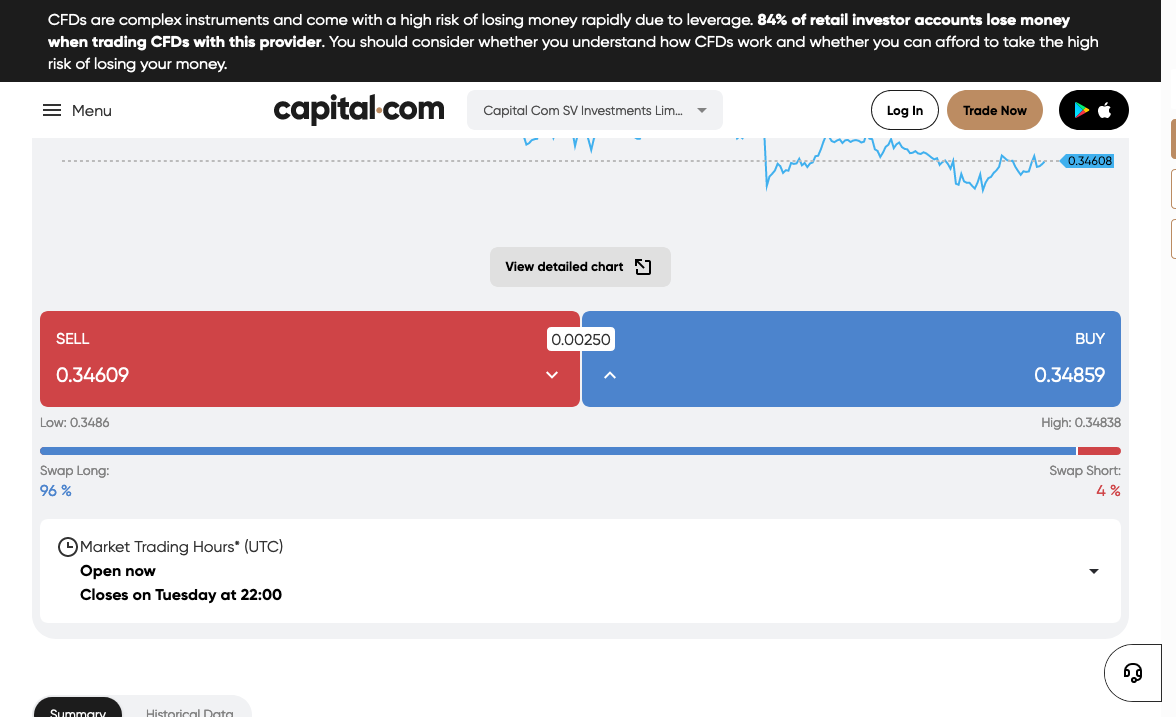 CFDs are complex instruments and come with a high risk of losing money rapidly due to leverage. 84% of retail investor accounts lose money
when trading CFDs with this provider. You should consider whether you understand how CFDs work and whether you can afford to take the high
risk of losing your money.
Menu
capital.com
Capital Com SV Investments Lim...
Log In
Trade Now
0.34608
View detailed chart
SELL
0.00250
BUY
0.34609
0.34859
Low: 0.3486
High: 0.34838
Swap Long:
Swap Short:
96 %
4 %
Market Trading Hours* (UTC)
Open now
Closes on Tuesday at 22:00
Summary
Historical Data